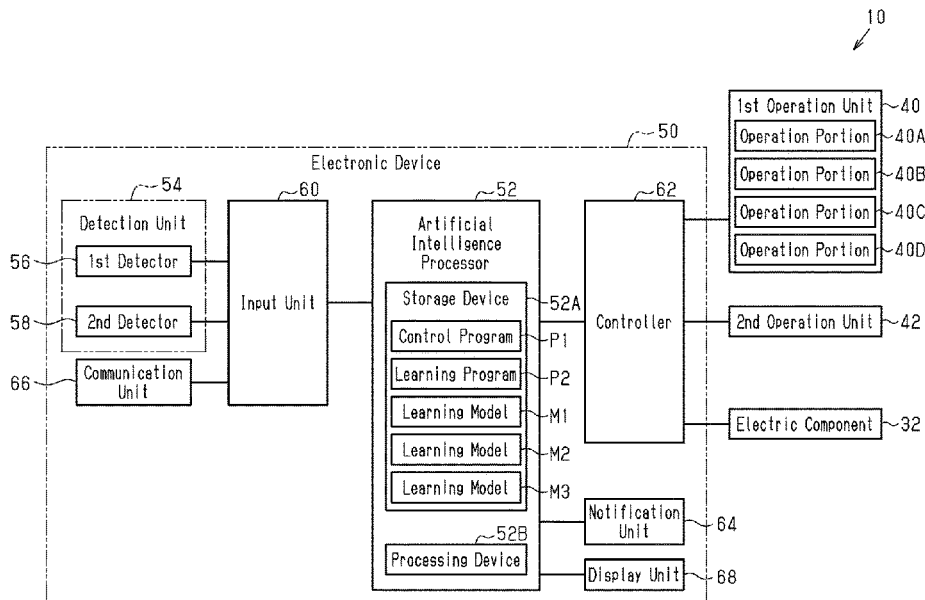 10
1st Operation Unit
40
Operation Portion
40A
Operation Portion
40B
Operation Portion
40C
Operation Portion
40D
50
Electronic Device
54
Detection Unit
56
1st Detector
58
2nd Detector
66
Communication
Unit
60
Input Unit
52
Artificial
Intelligence
Processor
Storage Device
52A
Control Program
P1
Learning Program
P2
Learning Model
M1
Learning Model
M2
Learning Model
M3
52B
Processing Device
62
Controller
2nd Operation Unit
42
Electric Component
32
Notification
Unit
64
Display Unit
68